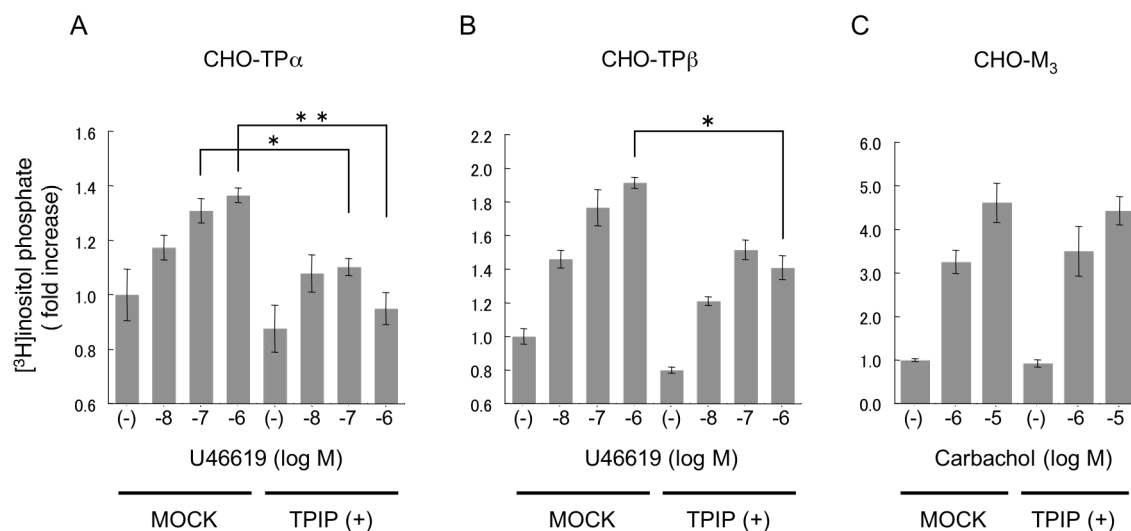 A
B
C
CHO-TPα
CHO-TPβ
CHO-M3
[³H]inositol phosphate
( fold increase)
1.6
1.4
1.2
1.0
0.8
0.6
* *
*
(-) -8 -7 -6 (-) -8 -7 -6
U46619 (log M)
MOCK TPIP (+)
2.2
2.0
1.8
1.6
1.4
1.2
1.0
0.8
0.6
*
(-) -8 -7 -6 (-) -8 -7 -6
U46619 (log M)
MOCK TPIP (+)
6.0
5.0
4.0
3.0
2.0
1.0
0.0
(-) -6 -5 (-) -6 -5
Carbachol (log M)
MOCK TPIP (+)